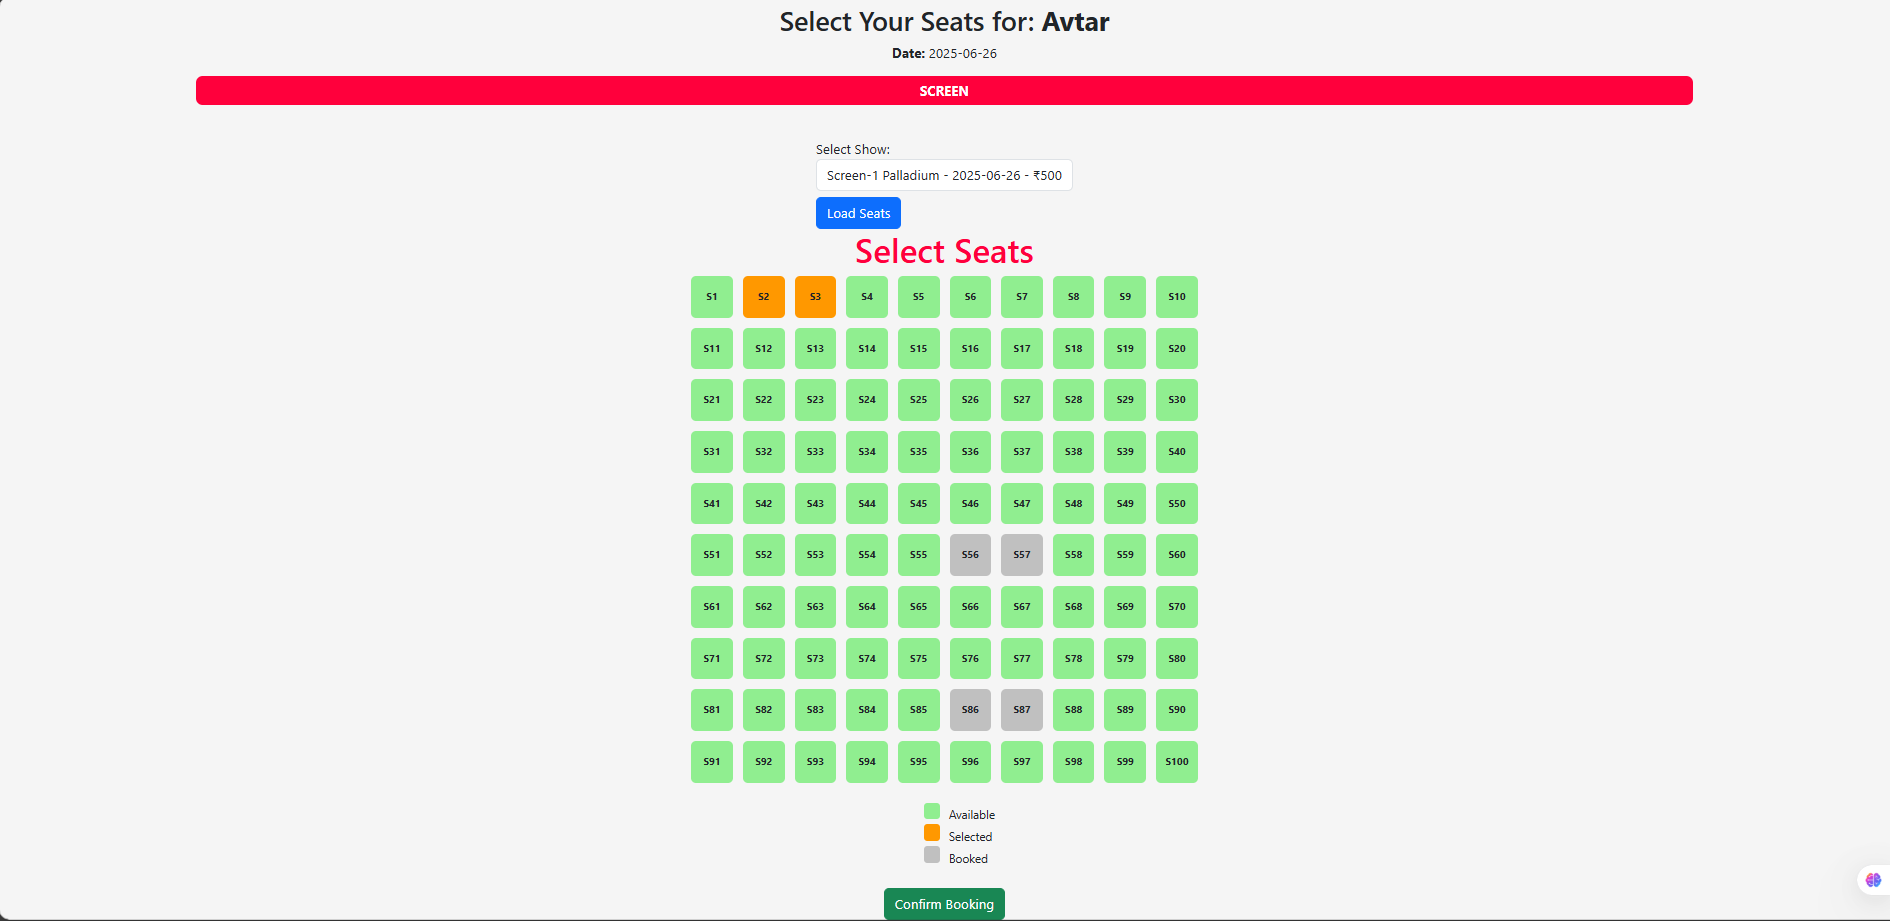 Select Your Seats for: Avtar
Date: 2025-06-26
SCREEN
Select Show:
Screen-1 Palladium - 2025-06-26 - ₹500
Load Seats
Select Seats
S1 S2 S3 S4 S5 S6 S7 S8 S9 S10
S11 S12 S13 S14 S15 S16 S17 S18 S19 S20
S21 S22 S23 S24 S25 S26 S27 S28 S29 S30
S31 S32 S33 S34 S35 S36 S37 S38 S39 S40
S41 S42 S43 S44 S45 S46 S47 S48 S49 S50
S51 S52 S53 S54 S55 S56 S57 S58 S59 S60
S61 S62 S63 S64 S65 S66 S67 S68 S69 S70
S71 S72 S73 S74 S75 S76 S77 S78 S79 S80
S81 S82 S83 S84 S85 S86 S87 S88 S89 S90
S91 S92 S93 S94 S95 S96 S97 S98 S99 S100
Available
Selected
Booked
Confirm Booking